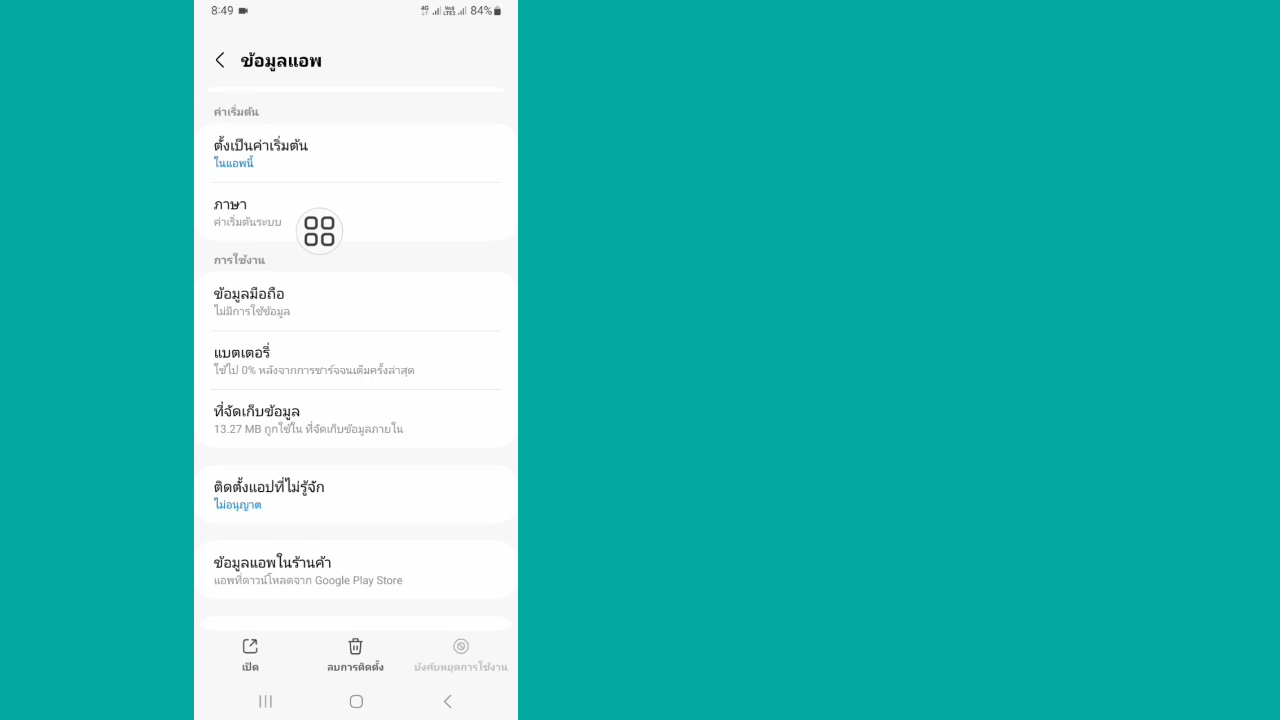 8:49
84%
ข้อมูลแอพ
ค่าเริ่มต้น
ตั้งเป็นค่าเริ่มต้น
ในแอพนี้
ภาษา
ค่าเริ่มต้นระบบ
การใช้งาน
ข้อมูลมือถือ
ไม่มีการใช้ข้อมูล
แบตเตอรี่
ใช้ไป 0% หลังจากการชาร์จจนเต็มครั้งล่าสุด
ที่จัดเก็บข้อมูล
13.27 MB ถูกใช้ใน ที่จัดเก็บข้อมูลภายใน
ติดตั้งแอปที่ไม่รู้จัก
ไม่อนุญาต
ข้อมูลแอพในร้านค้า
แอพที่ดาวน์โหลดจาก Google Play Store
เปิด
ลบการติดตั้ง
บังคับหยุดการใช้งาน